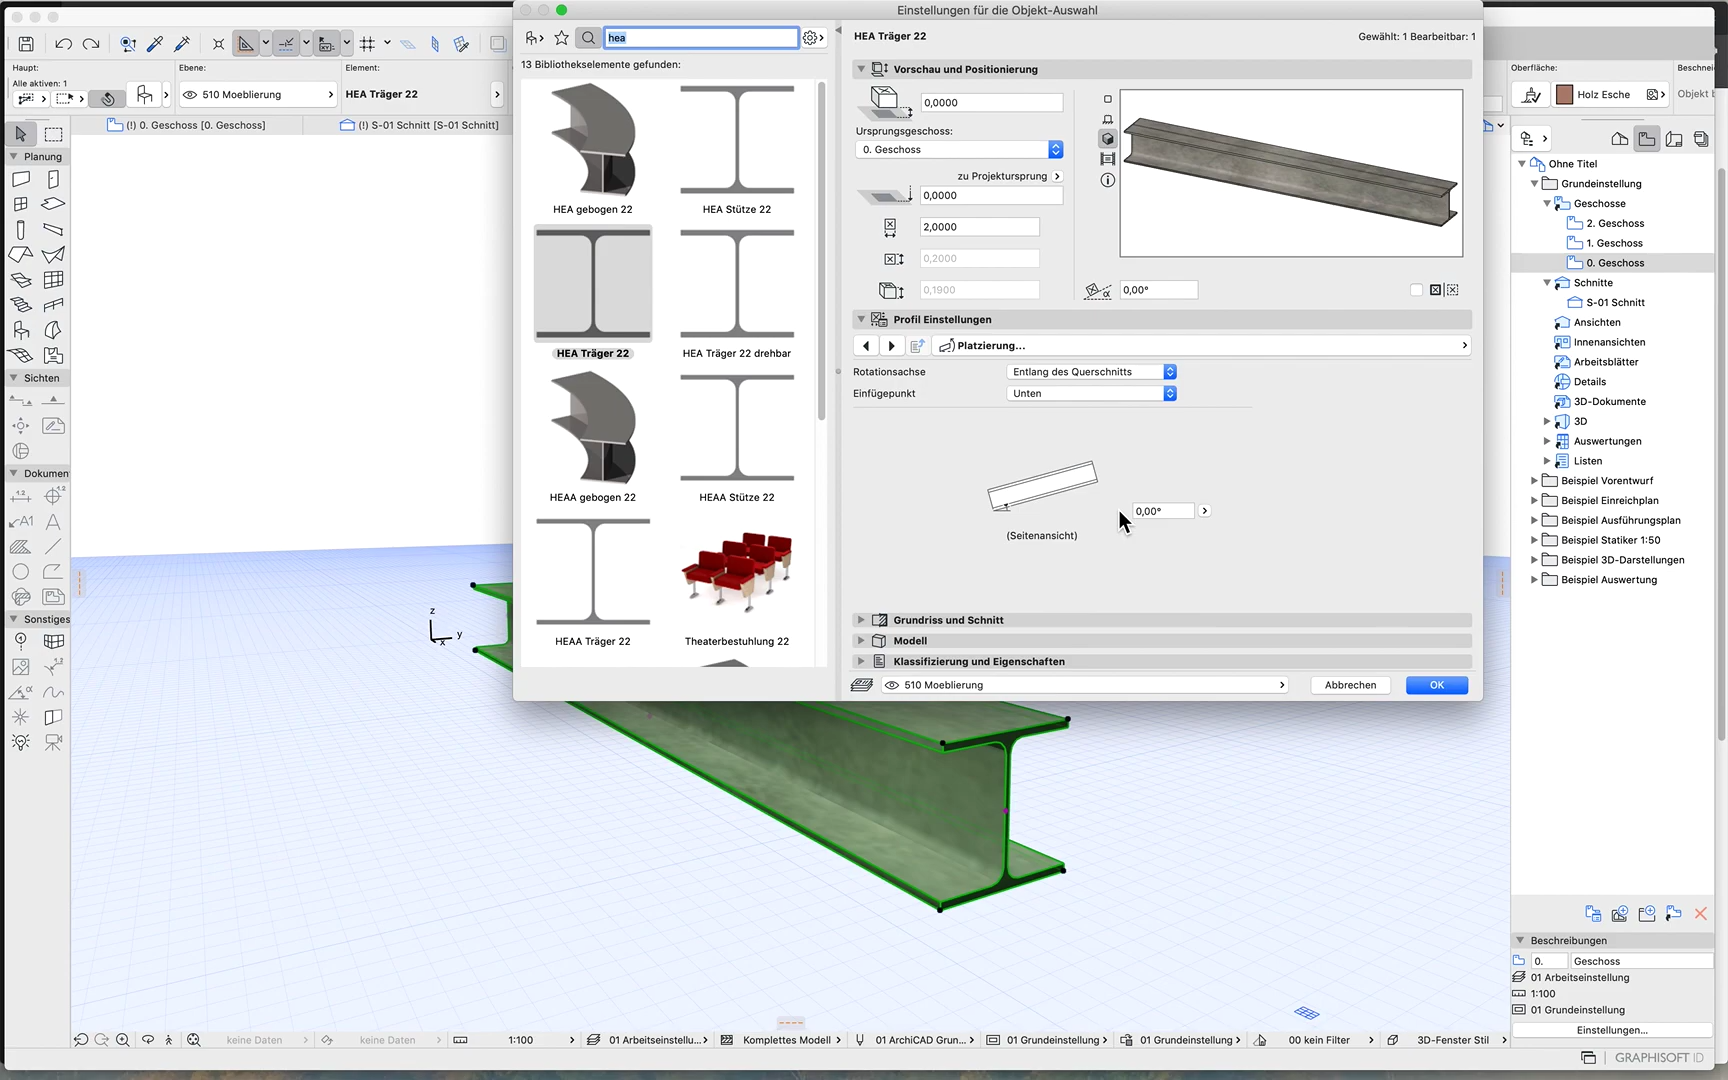 Einstellungen für die Objekt-Auswahl
hea
13 Bibliothekselemente gefunden:
HEA gebogen 22
HEA Stütze 22
HEA Träger 22
HEA Träger 22 drehbar
HEAA gebogen 22
HEAA Stütze 22
HEAA Träger 22
Theaterbestuhlung 22
HEA Träger 22
Gewählt: 1 Bearbeitbar: 1
Vorschau und Positionierung
0,0000
Ursprungsgeschoss:
0. Geschoss
zu Projektursprung
0,0000
2,0000
0,2000
0,1900
α
0,00°
Profil Einstellungen
Platzierung...
Rotationsachse
Entlang des Querschnitts
Einfügepunkt
Unten
0,00°
(Seitenansicht)
Grundriss und Schnitt
Modell
Klassifizierung und Eigenschaften
510 Moeblierung
Abbrechen
OK
Haupt:
Alle aktiven: 1
Ebene:
510 Moeblierung
Element:
HEA Träger 22
(!) 0. Geschoss [0. Geschoss]
(!) S-01 Schnitt [S-01 Schnitt]
Planung
Sichten
Dokumen
1.2
1.2
A1
A
Sonstiges
1.2
z
y
x
Oberfläche:
Beschnei
Holz Esche
Objekt b
Ohne Titel
Grundeinstellung
Geschosse
2. Geschoss
1. Geschoss
0. Geschoss
Schnitte
S-01 Schnitt
Ansichten
Innenansichten
Arbeitsblätter
Details
3D-Dokumente
3D
Auswertungen
Listen
Beispiel Vorentwurf
Beispiel Einreichplan
Beispiel Ausführungsplan
Beispiel Statiker 1:50
Beispiel 3D-Darstellungen
Beispiel Auswertung
Beschreibungen
0.
Geschoss
01 Arbeitseinstellung
1:100
01 Grundeinstellung
Einstellungen...
keine Daten
keine Daten
1:100
01 Arbeitseinstellu...
Komplettes Modell
01 ArchiCAD Grun...
01 Grundeinstellung
01 Grundeinstellung
00 kein Filter
3D-Fenster Stil
GRAPHISOFT ID